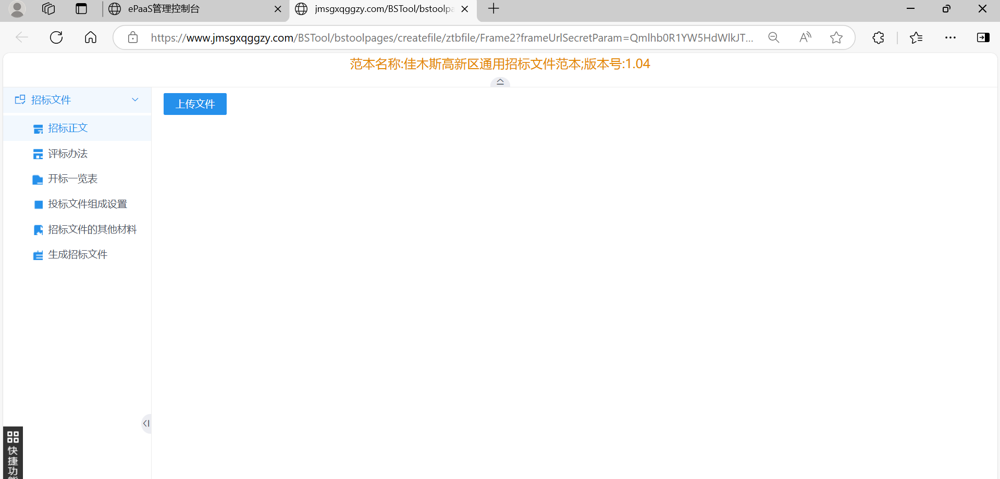 ePaaS管理控制台
jmsgxqggzy.com/BSTool/bstoolpa
https://www.jmsgxqggzy.com/BSTool/bstoolpages/createfile/ztbfile/Frame2?frameUrlSecretParam=Qmlhb0R1YW5HdWlkJT...
范本名称:佳木斯高新区通用招标文件范本;版本号:1.04
招标文件
上传文件
招标正文
评标办法
开标一览表
投标文件组成设置
招标文件的其他材料
生成招标文件
快捷功能